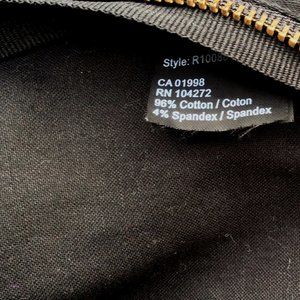 Style:
CA 01998
RN 104272
96% Cotton / Coton
4% Spandex / Spandex